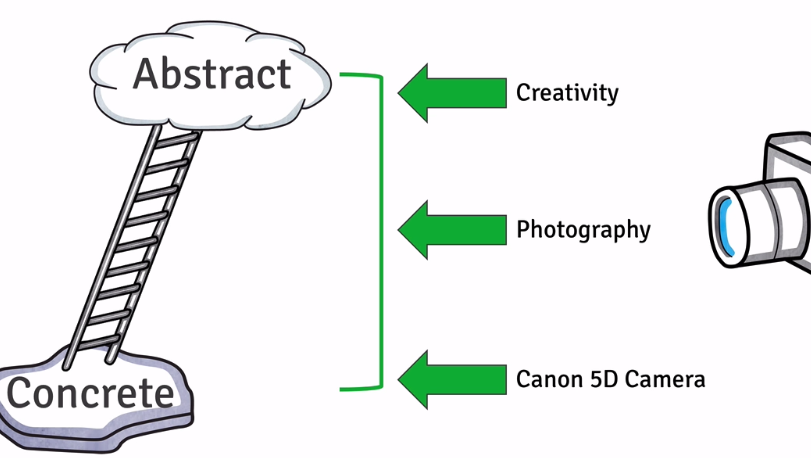 Abstract
Creativity
Photography
Canon 5D Camera
Concrete